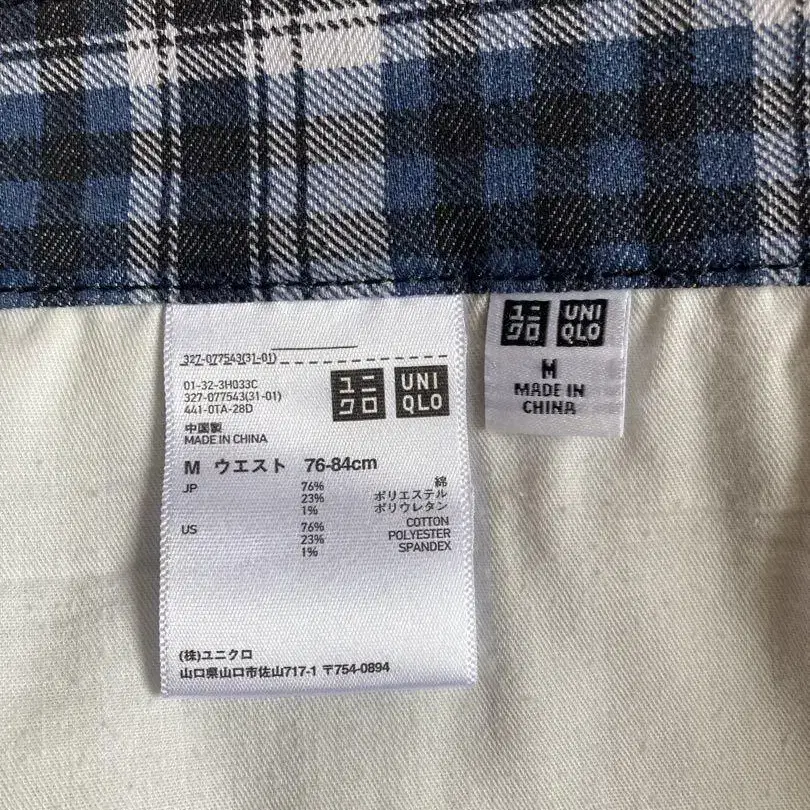 327-077543(31-01)
01-32-3H033C
327-077543(31-01)
441-0TA-28D
ユニクロ
UNIQLO
中国製
MADE IN CHINA
M ウエスト 76-84cm
JP 76% 綿
23% ポリエステル
1% ポリウレタン
US 76% COTTON
23% POLYESTER
1% SPANDEX
(株)ユニクロ
山口県山口市佐山717-1 〒754-0894
ユニクロ
UNIQLO
M
MADE IN
CHINA